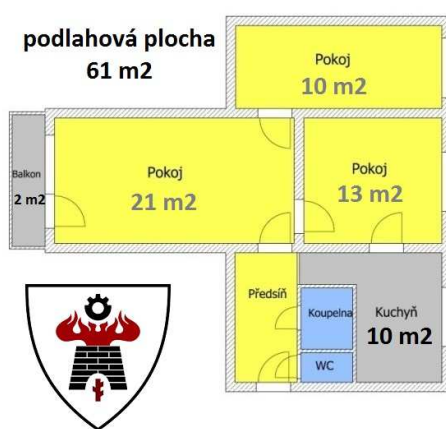 podlahová plocha
61 m2
Pokoj
10 m2
Balkon
2 m2
Pokoj
21 m2
Pokoj
13 m2
Předsíň
Koupelna
Kuchyň
10 m2
WC